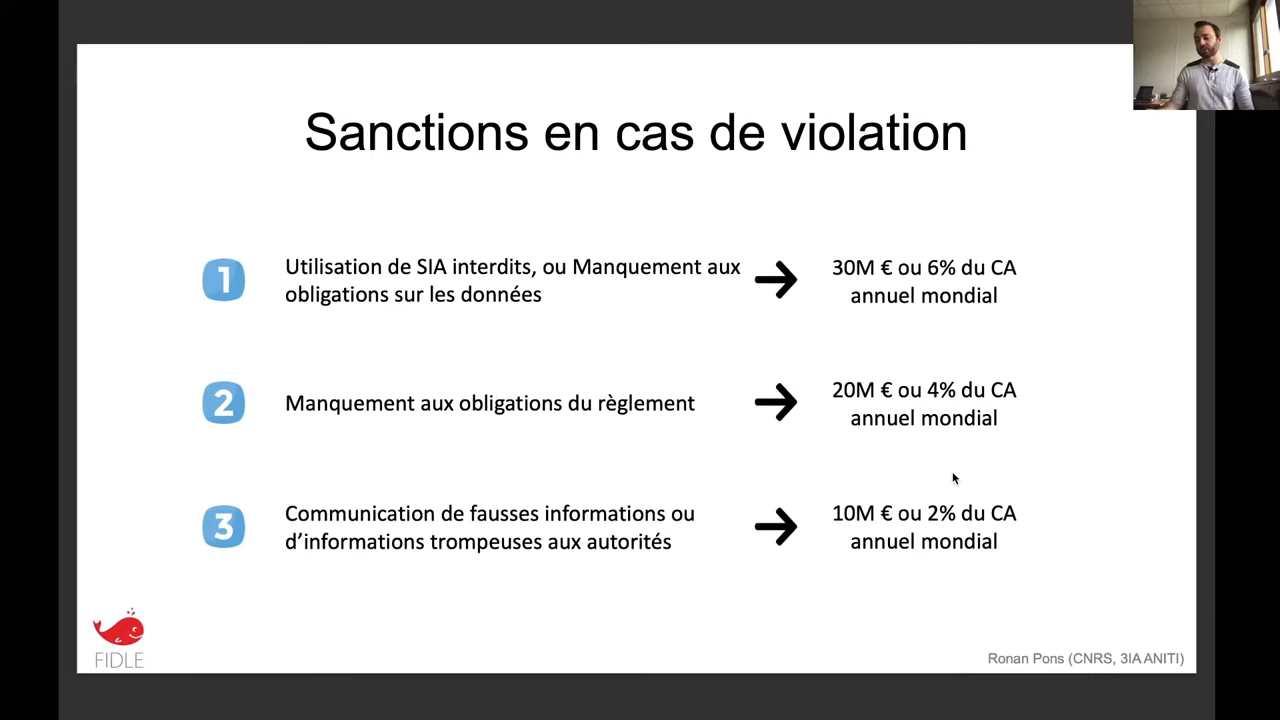 Sanctions en cas de violation
1
Utilisation de SIA interdits, ou Manquement aux
obligations sur les données
30M € ou 6% du CA
annuel mondial
2
Manquement aux obligations du règlement
20M € ou 4% du CA
annuel mondial
3
Communication de fausses informations ou
d’informations trompeuses aux autorités
10M € ou 2% du CA
annuel mondial
FIDLE
Ronan Pons (CNRS, 3IA ANITI)